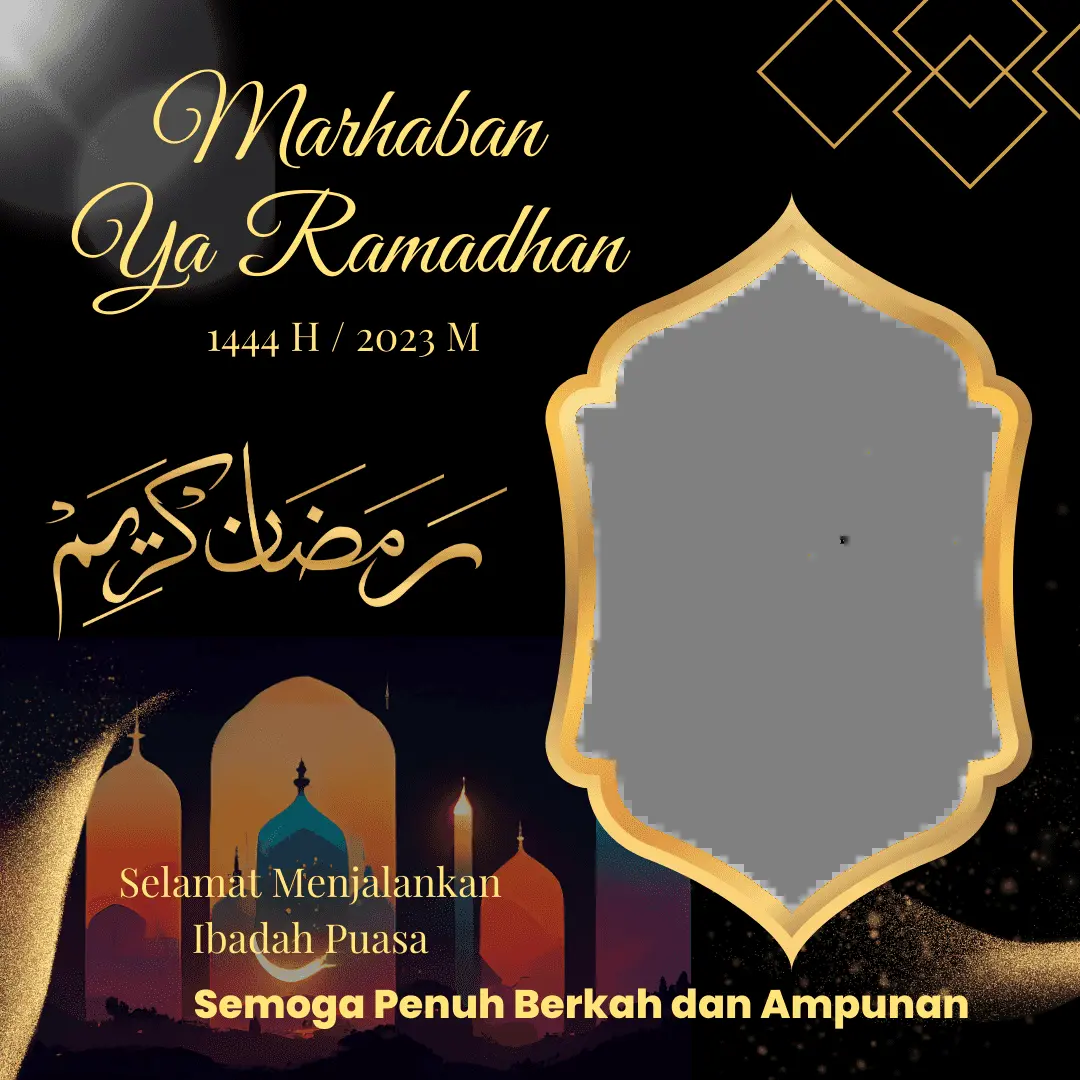 Marhaban
Ya Ramadhan
1444 H / 2023 M
رمضان كريم
Selamat Menjalankan
Ibadah Puasa
Semoga Penuh Berkah dan Ampunan